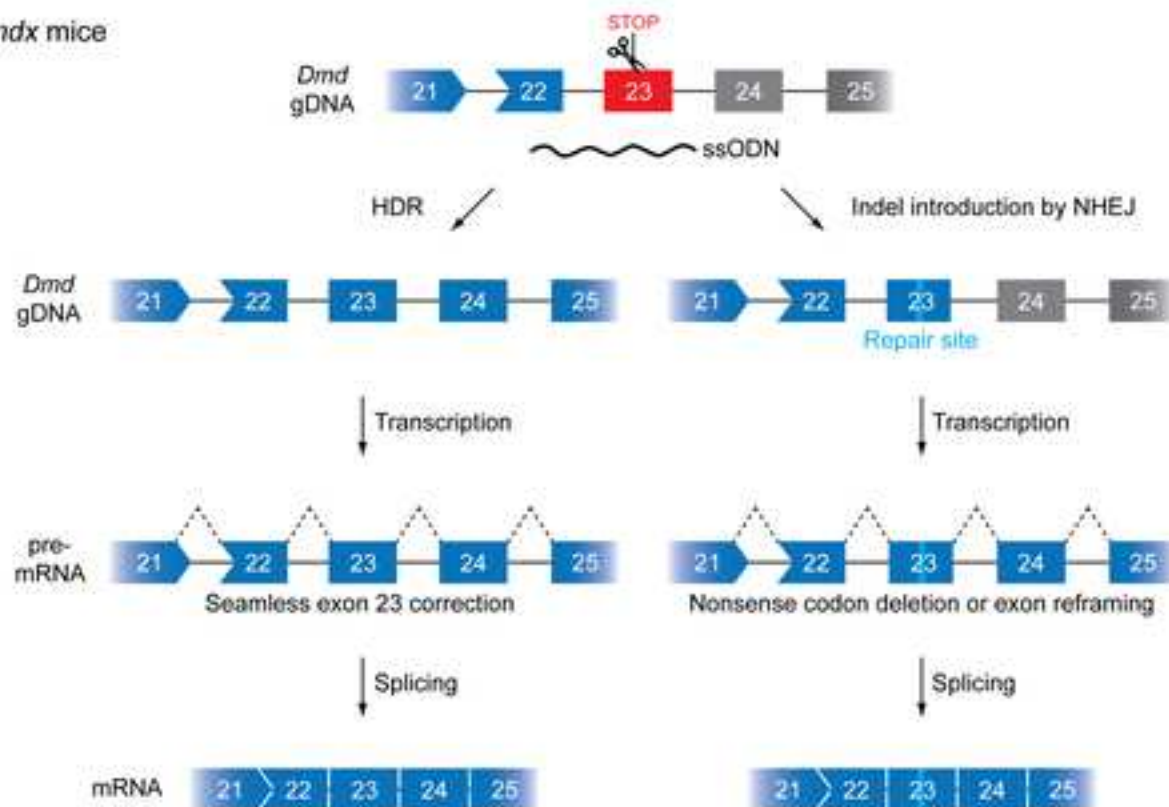 mdx mice
STOP
Dmd
gDNA
21 22 23 24 25
ssODN
HDR
Indel introduction by NHEJ
Dmd
gDNA
21 22 23 24 25
21 22 23 24 25
Repair site
Transcription
Transcription
pre-
mRNA
21 22 23 24 25
21 22 23 24 25
Seamless exon 23 correction
Nonsense codon deletion or exon reframing
Splicing
Splicing
mRNA
21 22 23 24 25
21 22 23 24 25